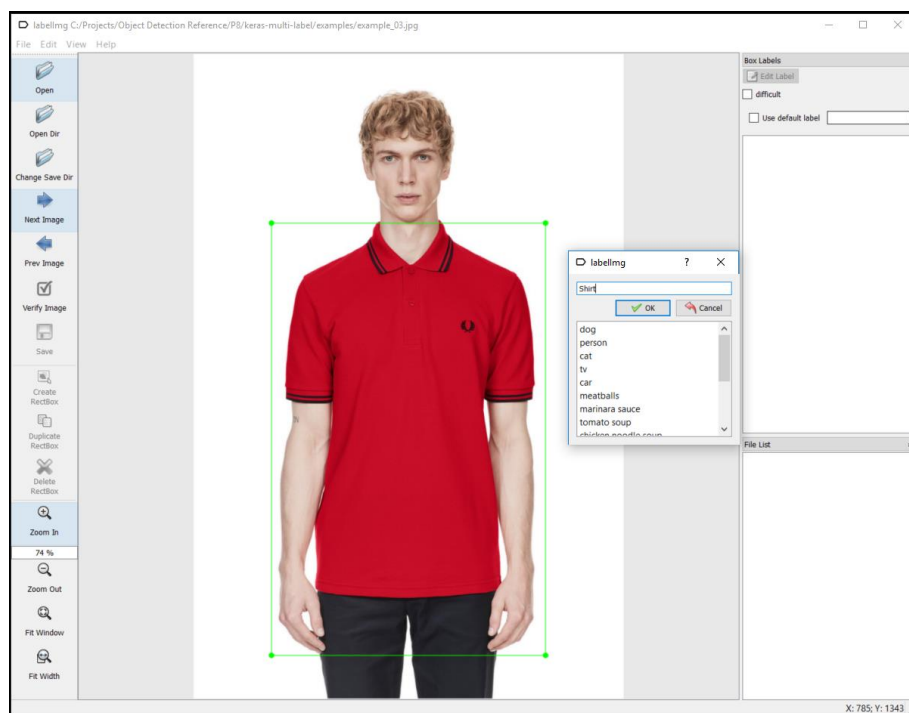 labelImg C:/Projects/Object Detection Reference/P8/keras-multi-label/examples/example_03.jpg
File Edit View Help
Open
Open Dir
Change Save Dir
Next Image
Prev Image
Verify Image
Save
Create
RectBox
Duplicate
RectBox
Delete
RectBox
Zoom In
74 %
Zoom Out
Fit Window
Fit Width
labelImg ?
Shirt
OK Cancel
dog
person
cat
tv
car
meatballs
marinara sauce
tomato soup
chicken noodle soup
Box Labels
Edit Label
difficult
Use default label
File List
X: 785; Y: 1343